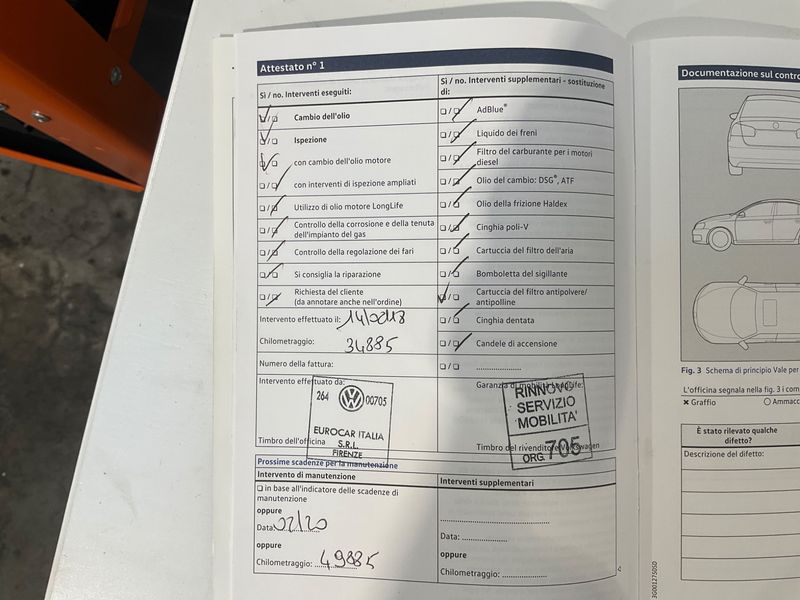 Attestato n° 1
Sì / no. Interventi eseguiti:
Cambio dell'olio
Ispezione
con cambio dell'olio motore
con interventi di ispezione ampliati
Utilizzo di olio motore LongLife
Controllo della corrosione e della tenuta
dell'impianto del gas
Controllo della regolazione dei fari
Si consiglia la riparazione
Richiesta del cliente
(da annotare anche nell'ordine)
Intervento effettuato il:
Chilometraggio: 34885
Numero della fattura:
Intervento effettuato da:
264 00705
EUROCAR ITALIA
S.R.L.
FIRENZE
Timbro dell'officina
Sì / no. Interventi supplementari – sostituzione
di:
AdBlue®
Liquido dei freni
Filtro del carburante per i motori
diesel
Olio del cambio: DSG®, ATF
Olio della frizione Haldex
Cinghia poli-V
Cartuccia del filtro dell'aria
Bomboletta del sigillante
Cartuccia del filtro antipolvere/
antipolline
Cinghia dentata
Candele di accensione
Garanzia di mobilità LongLife:
RINNOVO
SERVIZIO
MOBILITA'
ORG. 705
Timbro del rivenditore Volkswagen
Prossime scadenze per la manutenzione
Intervento di manutenzione
in base all'indicatore delle scadenze di
manutenzione
oppure
Data: 02/20
oppure
Chilometraggio: 49885
Interventi supplementari
Data:
oppure
Chilometraggio:
Documentazione sul contro
Fig. 3 Schema di principio Vale per
L'officina segnala nella fig. 3 i com
Graffio Ammacc
È stato rilevato qualche
difetto?
Descrizione del difetto:
3G0012750SD